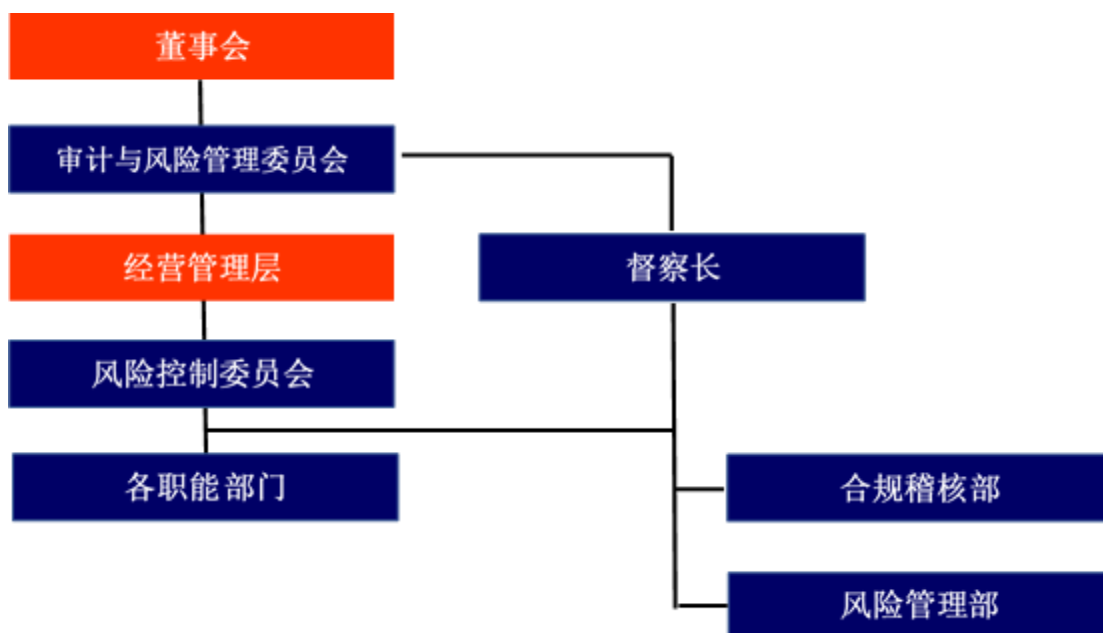 董事会
审计与风险管理委员会
经营管理层
督察长
风险控制委员会
各职能部门
合规稽核部
风险管理部